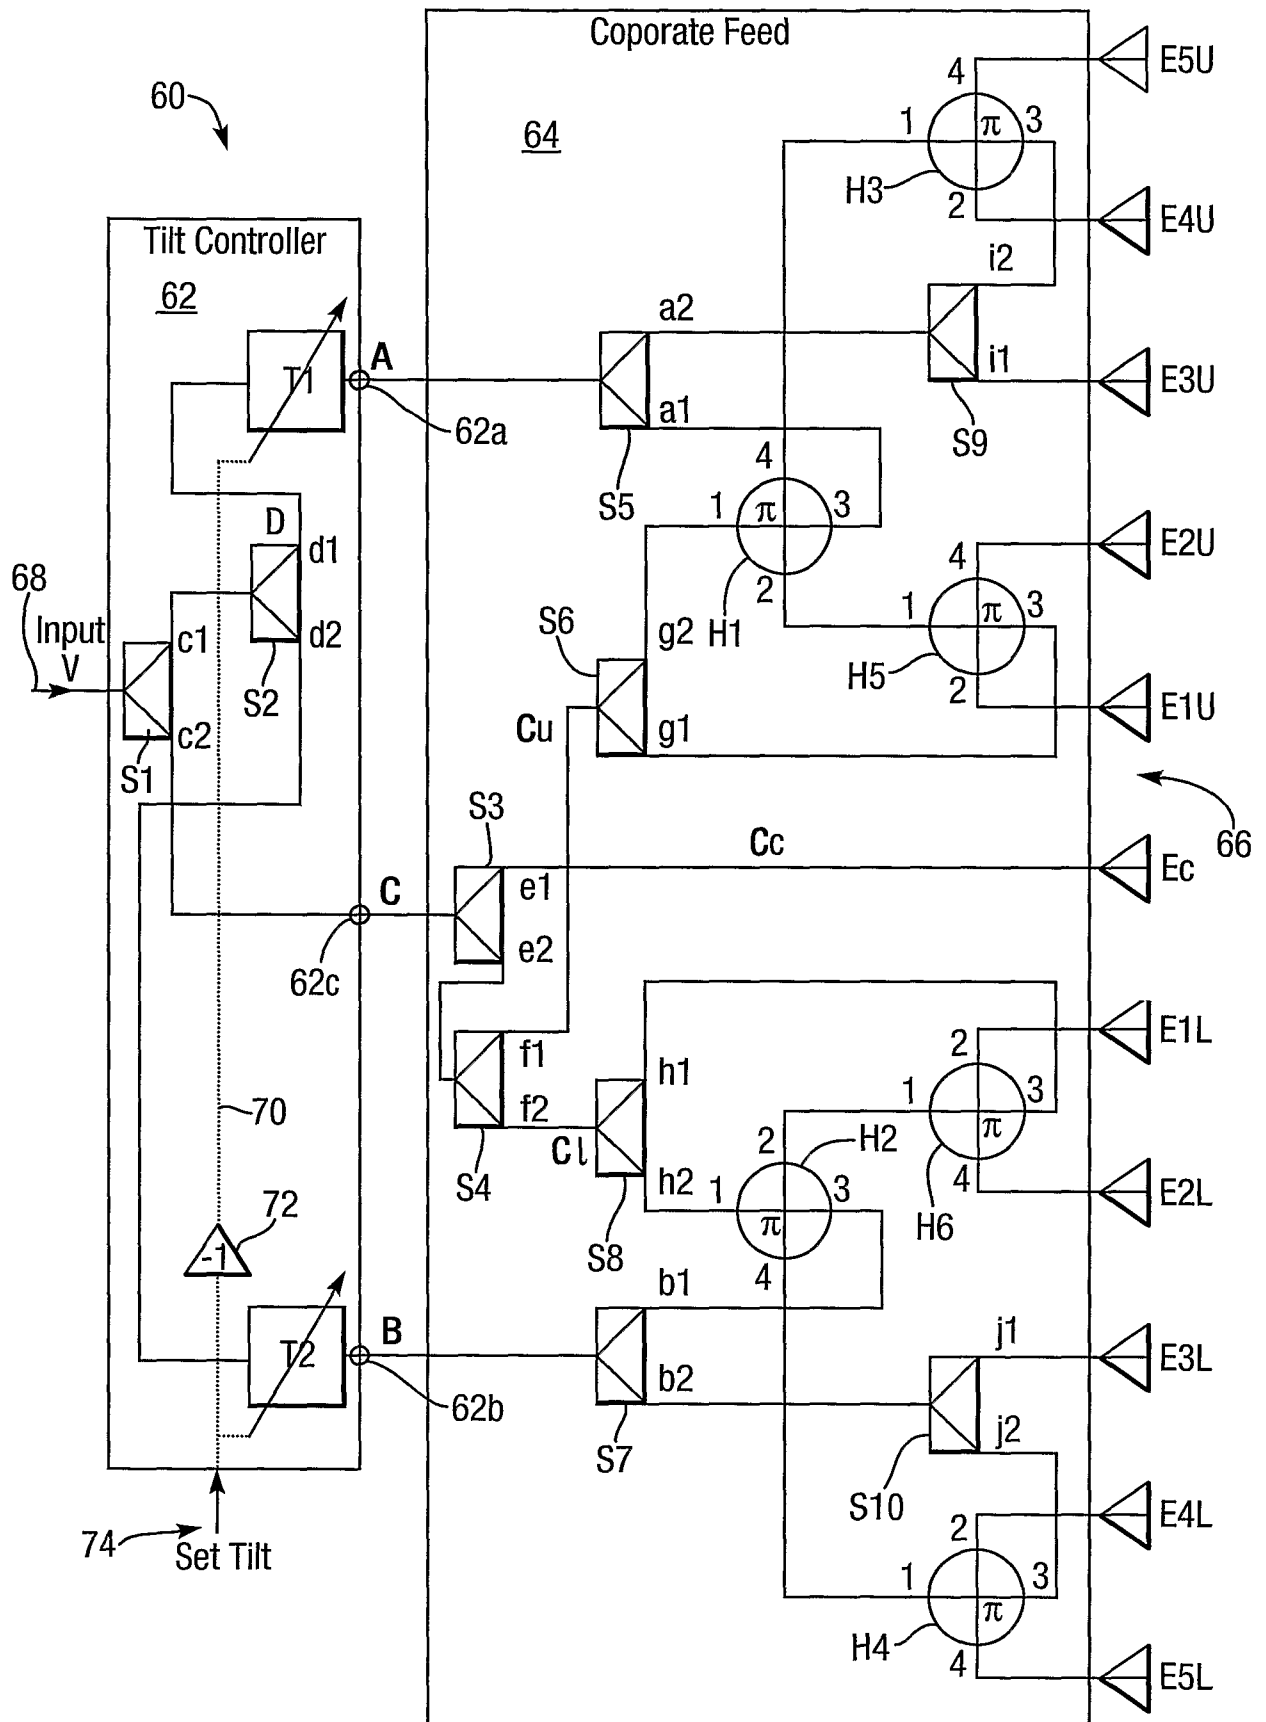 Coporate Feed
64
60
Tilt Controller
62
T1
A
62a
D
d1
d2
S2
68
Input
V
c1
c2
S1
C
62c
70
72
-1
T2
B
62b
74
Set Tilt
a2
a1
S5
4
1
π
3
2
H1
S6
g2
g1
Cu
S3
e1
e2
Cc
f1
f2
S4
Cl
h1
h2
S8
2
H2
1
3
π
4
b1
b2
S7
4
1
π
3
H3
2
i2
i1
S9
4
1
π
3
H5
2
2
1
3
π
4
H6
j1
j2
S10
2
1
3
π
H4
4
E5U
E4U
E3U
E2U
E1U
66
Ec
E1L
E2L
E3L
E4L
E5L